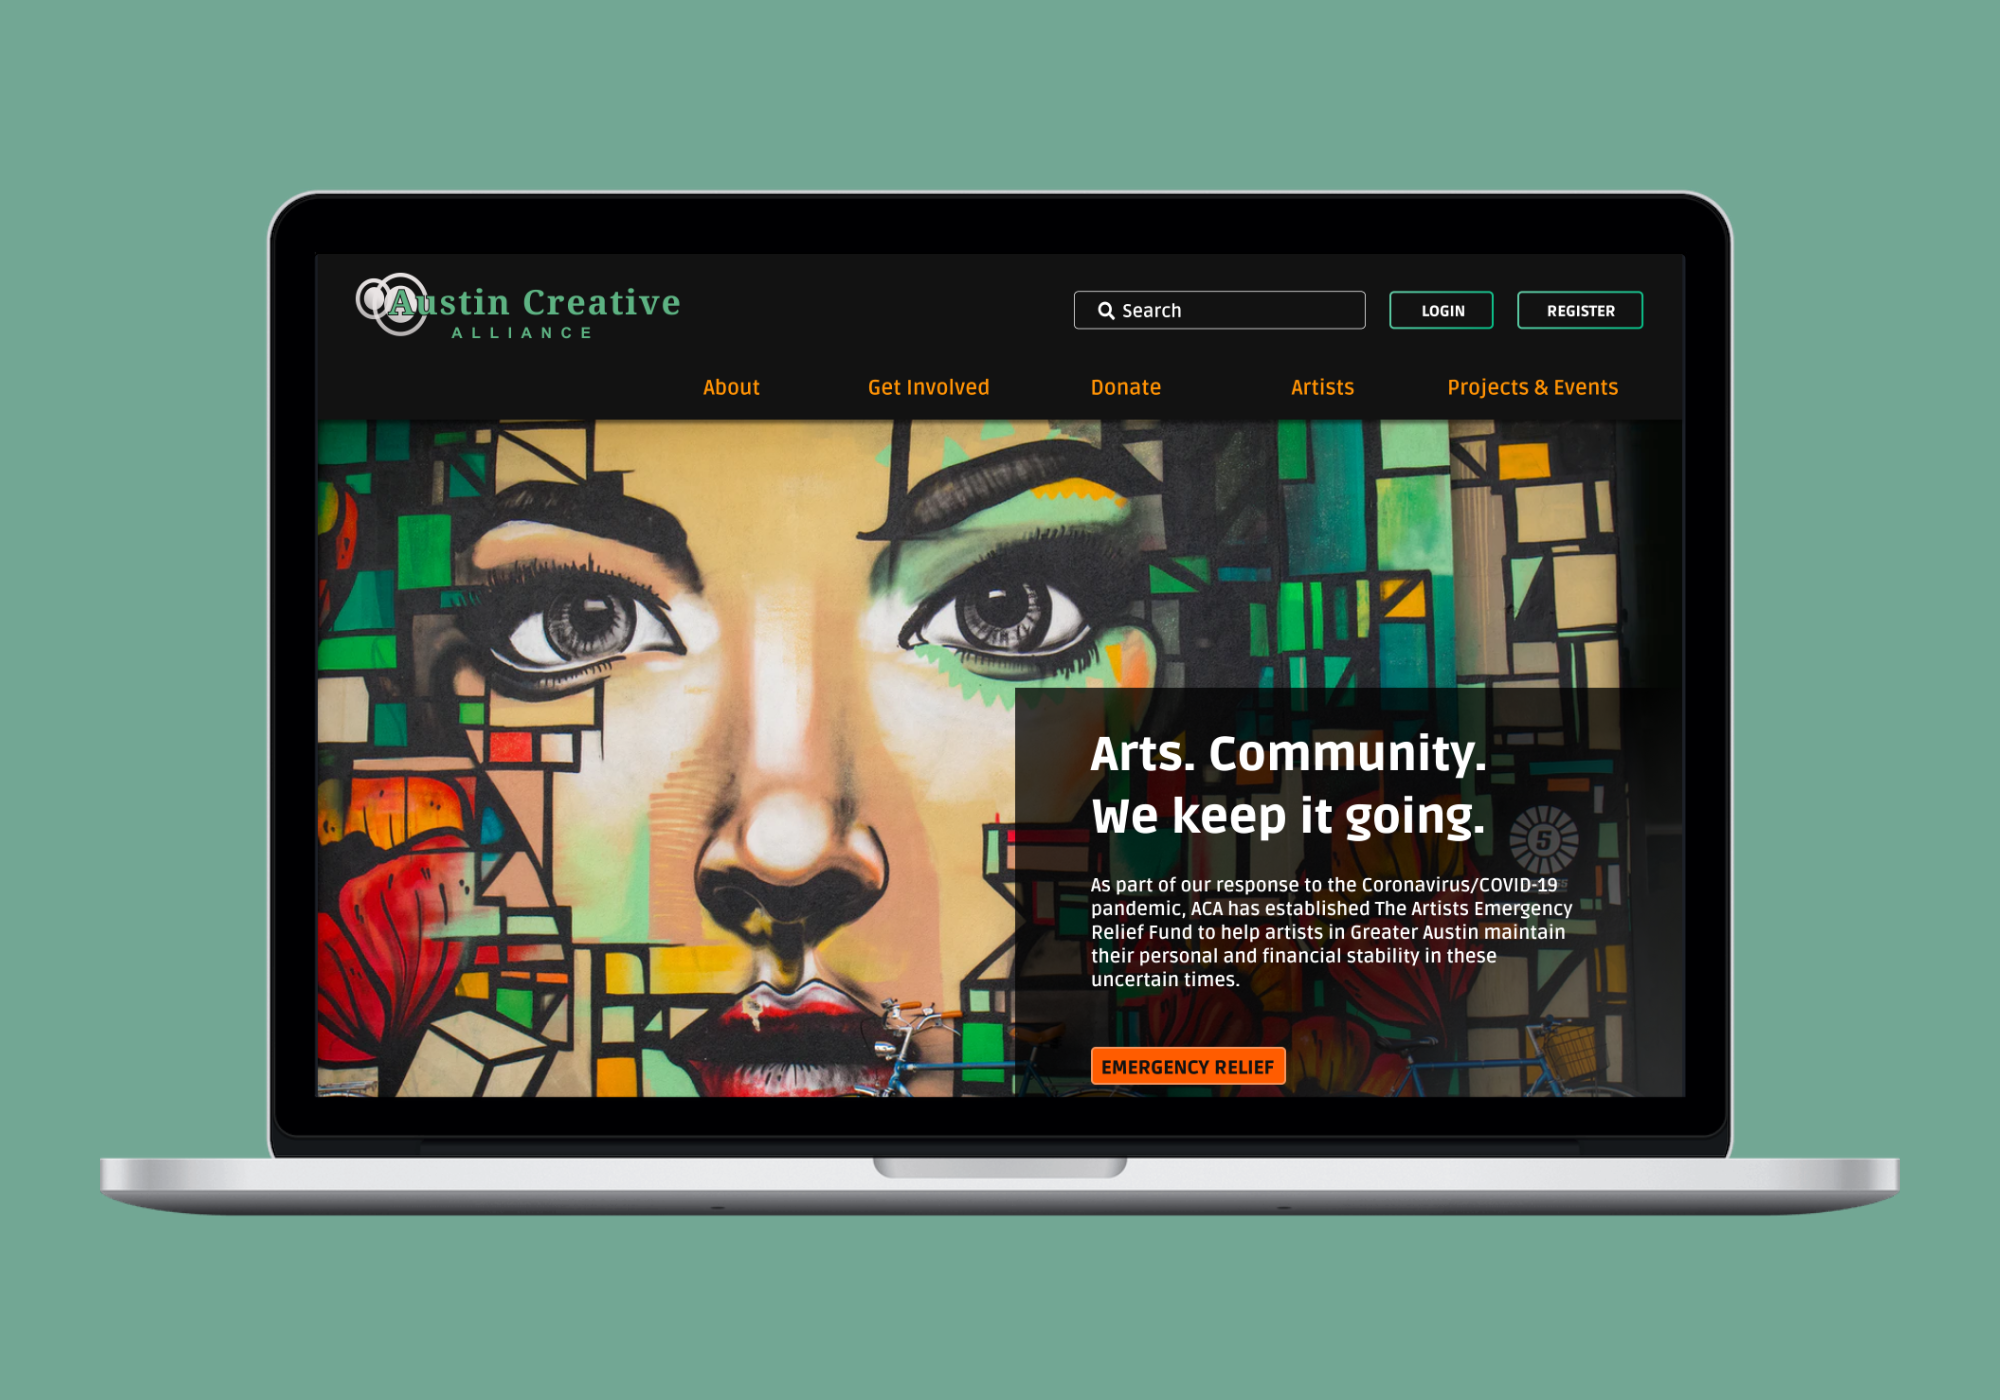 Austin Creative
ALLIANCE
Search
LOGIN
REGISTER
About
Get Involved
Donate
Artists
Projects & Events
Arts. Community.
We keep it going.
5
As part of our response to the Coronavirus/COVID-19
pandemic, ACA has established The Artists Emergency
Relief Fund to help artists in Greater Austin maintain
their personal and financial stability in these
uncertain times.
EMERGENCY RELIEF